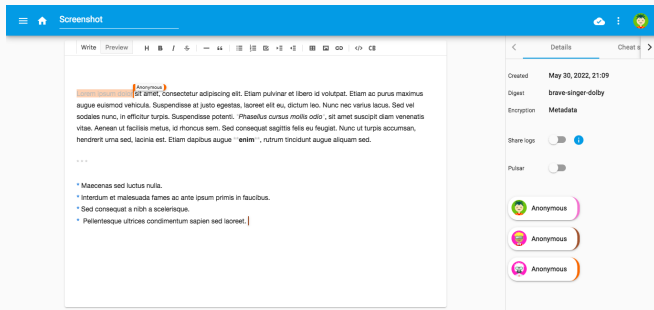 Screenshot
Write Preview H B I S
Details Cheat s
Anonymous
Lorem ipsum dolor sit amet, consectetur adipiscing elit. Etiam pulvinar et libero id volutpat. Etiam ac purus maximus
augue euismod vehicula. Suspendisse at justo egestas, laoreet elit eu, dictum leo. Nunc nec varius lacus. Sed vel
sodales nunc, in efficitur turpis. Suspendisse potenti. *Phasellus cursus mollis odio*, sit amet suscipit diam venenatis
vitae. Aenean ut facilisis metus, id rhoncus sem. Sed consequat sagittis felis eu feugiat. Nunc ut turpis accumsan,
hendrerit urna sed, lacinia est. Etiam dapibus augue **enim**, rutrum tincidunt augue aliquam sed.
---
* Maecenas sed luctus nulla.
* Interdum et malesuada fames ac ante ipsum primis in faucibus.
* Sed consequat a nibh a scelerisque.
* Pellentesque ultrices condimentum sapien sed laoreet.
Created May 30, 2022, 21:09
Digest brave-singer-dolby
Encryption Metadata
Share logs
Pulsar
Anonymous
Anonymous
Anonymous